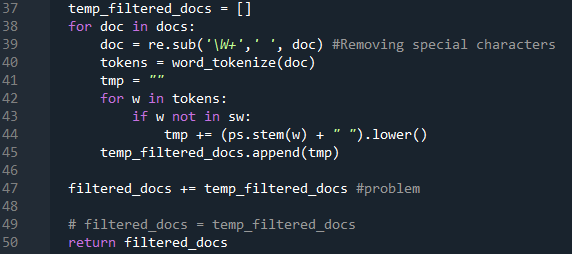 37 temp_filtered_docs = []
38 for doc in docs:
39     doc = re.sub('\W+',' ', doc) #Removing special characters
40     tokens = word_tokenize(doc)
41     tmp = ""
42     for w in tokens:
43         if w not in sw:
44             tmp += (ps.stem(w) + " ").lower()
45     temp_filtered_docs.append(tmp)
46
47 filtered_docs += temp_filtered_docs #problem
48
49 # filtered_docs = temp_filtered_docs
50 return filtered_docs